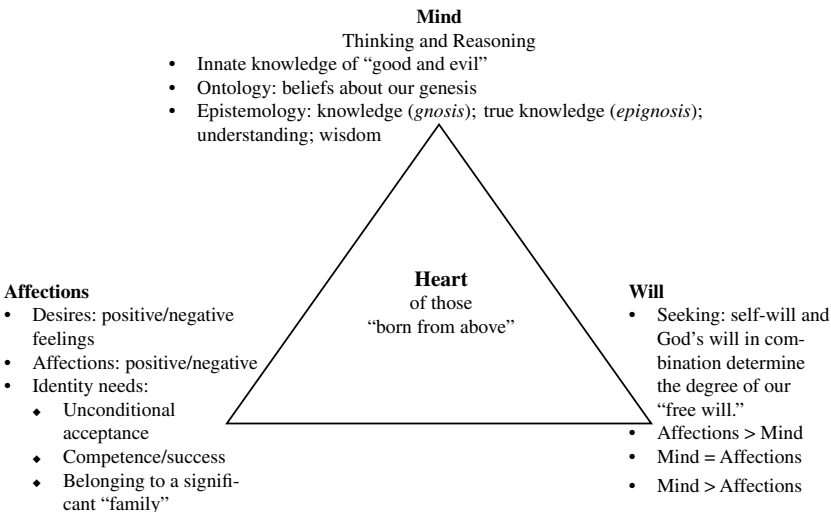 Mind
Thinking and Reasoning
• Innate knowledge of “good and evil”
• Ontology: beliefs about our genesis
• Epistemology: knowledge (gnosis); true knowledge (epignosis);
understanding; wisdom
Heart
of those
“born from above”
Affections
• Desires: positive/negative
feelings
• Affections: positive/negative
• Identity needs:
◆ Unconditional
acceptance
◆ Competence/success
◆ Belonging to a signifi-
cant “family”
Will
• Seeking: self-will and
God’s will in com-
bination determine
the degree of our
“free will.”
• Affections > Mind
• Mind = Affections
• Mind > Affections